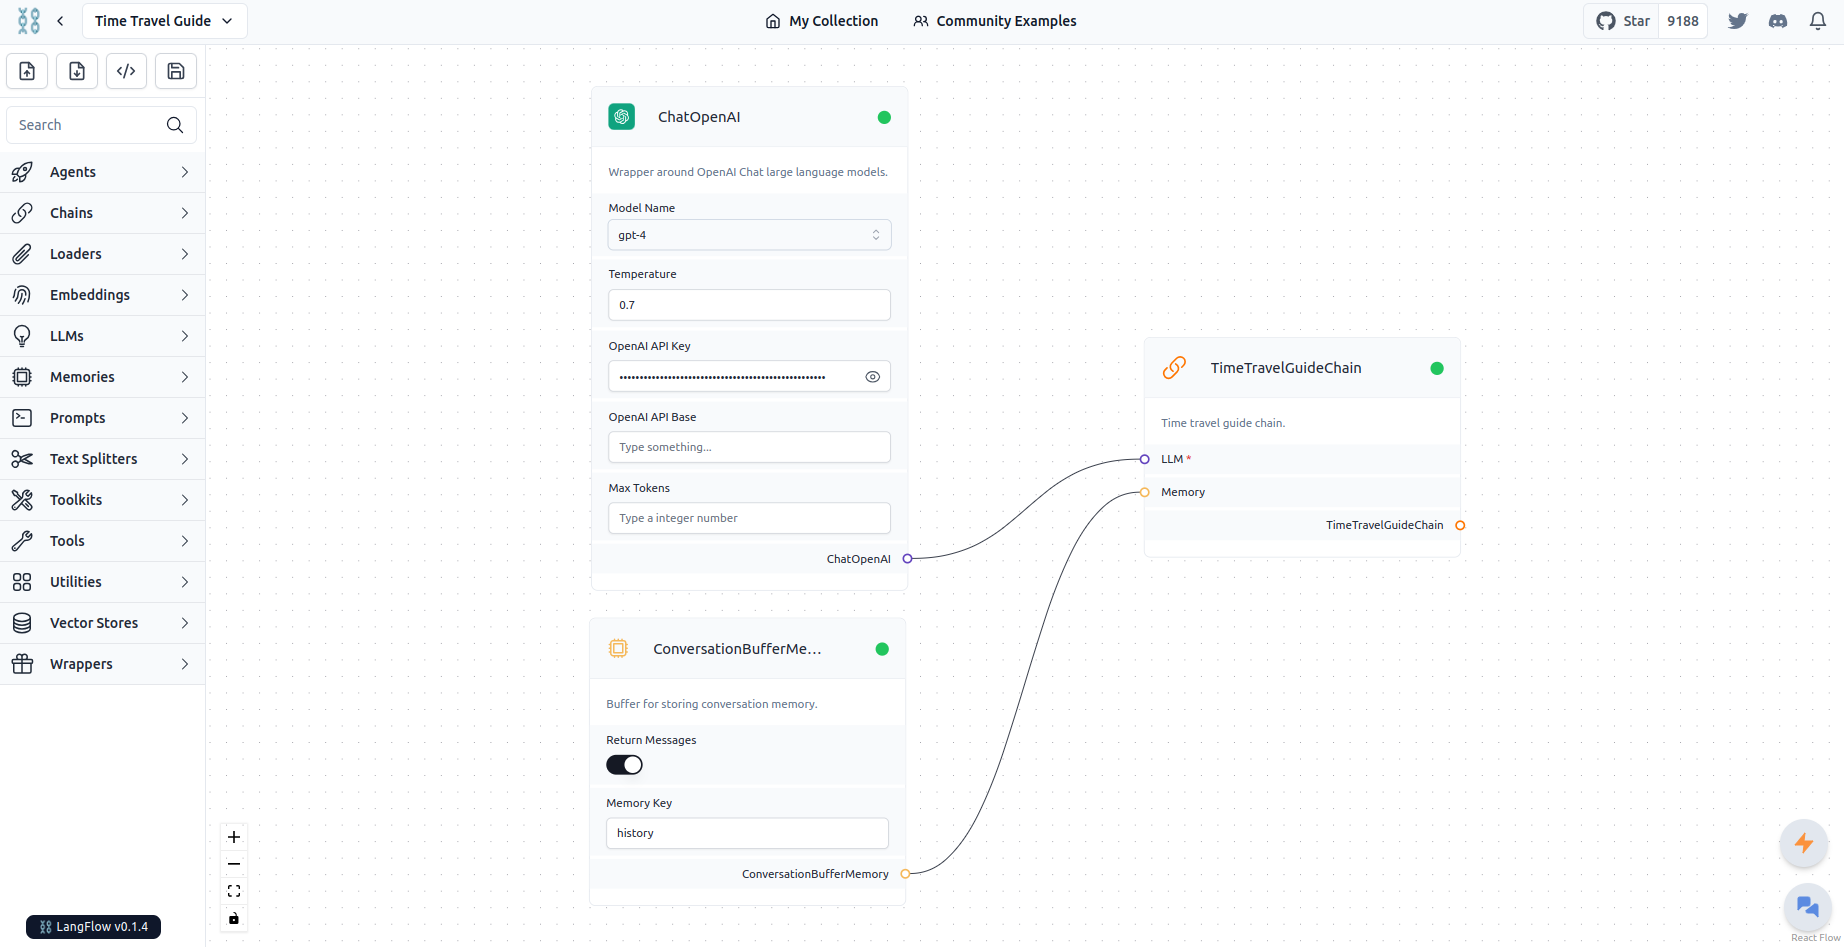 Time Travel Guide
My Collection
Community Examples
Star
9188
Search
Agents
Chains
Loaders
Embeddings
LLMs
Memories
Prompts
Text Splitters
Toolkits
Tools
Utilities
Vector Stores
Wrappers
LangFlow v0.1.4
ChatOpenAI
Wrapper around OpenAI Chat large language models.
Model Name
gpt-4
Temperature
0.7
OpenAI API Key
••••••••••••••••••••••••••••••••••••••••••••••••••••
OpenAI API Base
Type something...
Max Tokens
Type a integer number
ChatOpenAI
ConversationBufferMe...
Buffer for storing conversation memory.
Return Messages
Memory Key
history
ConversationBufferMemory
TimeTravelGuideChain
Time travel guide chain.
LLM *
Memory
TimeTravelGuideChain
React Flow